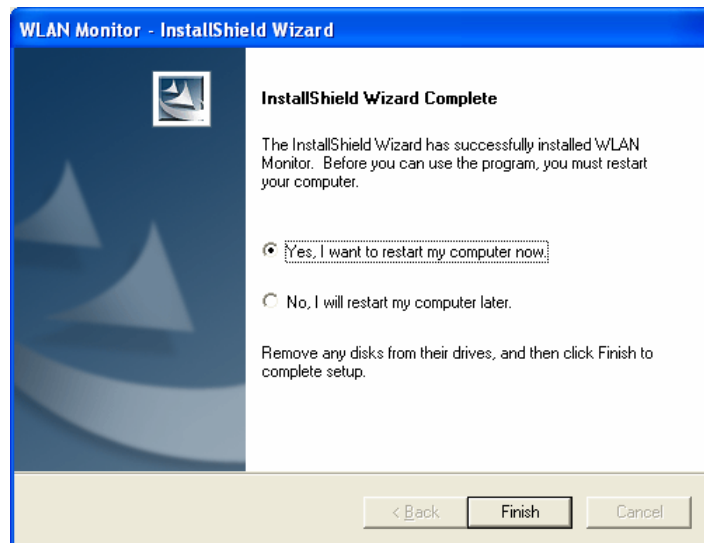 WLAN Monitor - InstallShield Wizard
InstallShield Wizard Complete
The InstallShield Wizard has successfully installed WLAN
Monitor. Before you can use the program, you must restart
your computer.
Yes, I want to restart my computer now.
No, I will restart my computer later.
Remove any disks from their drives, and then click Finish to
complete setup.
< Back
Finish
Cancel